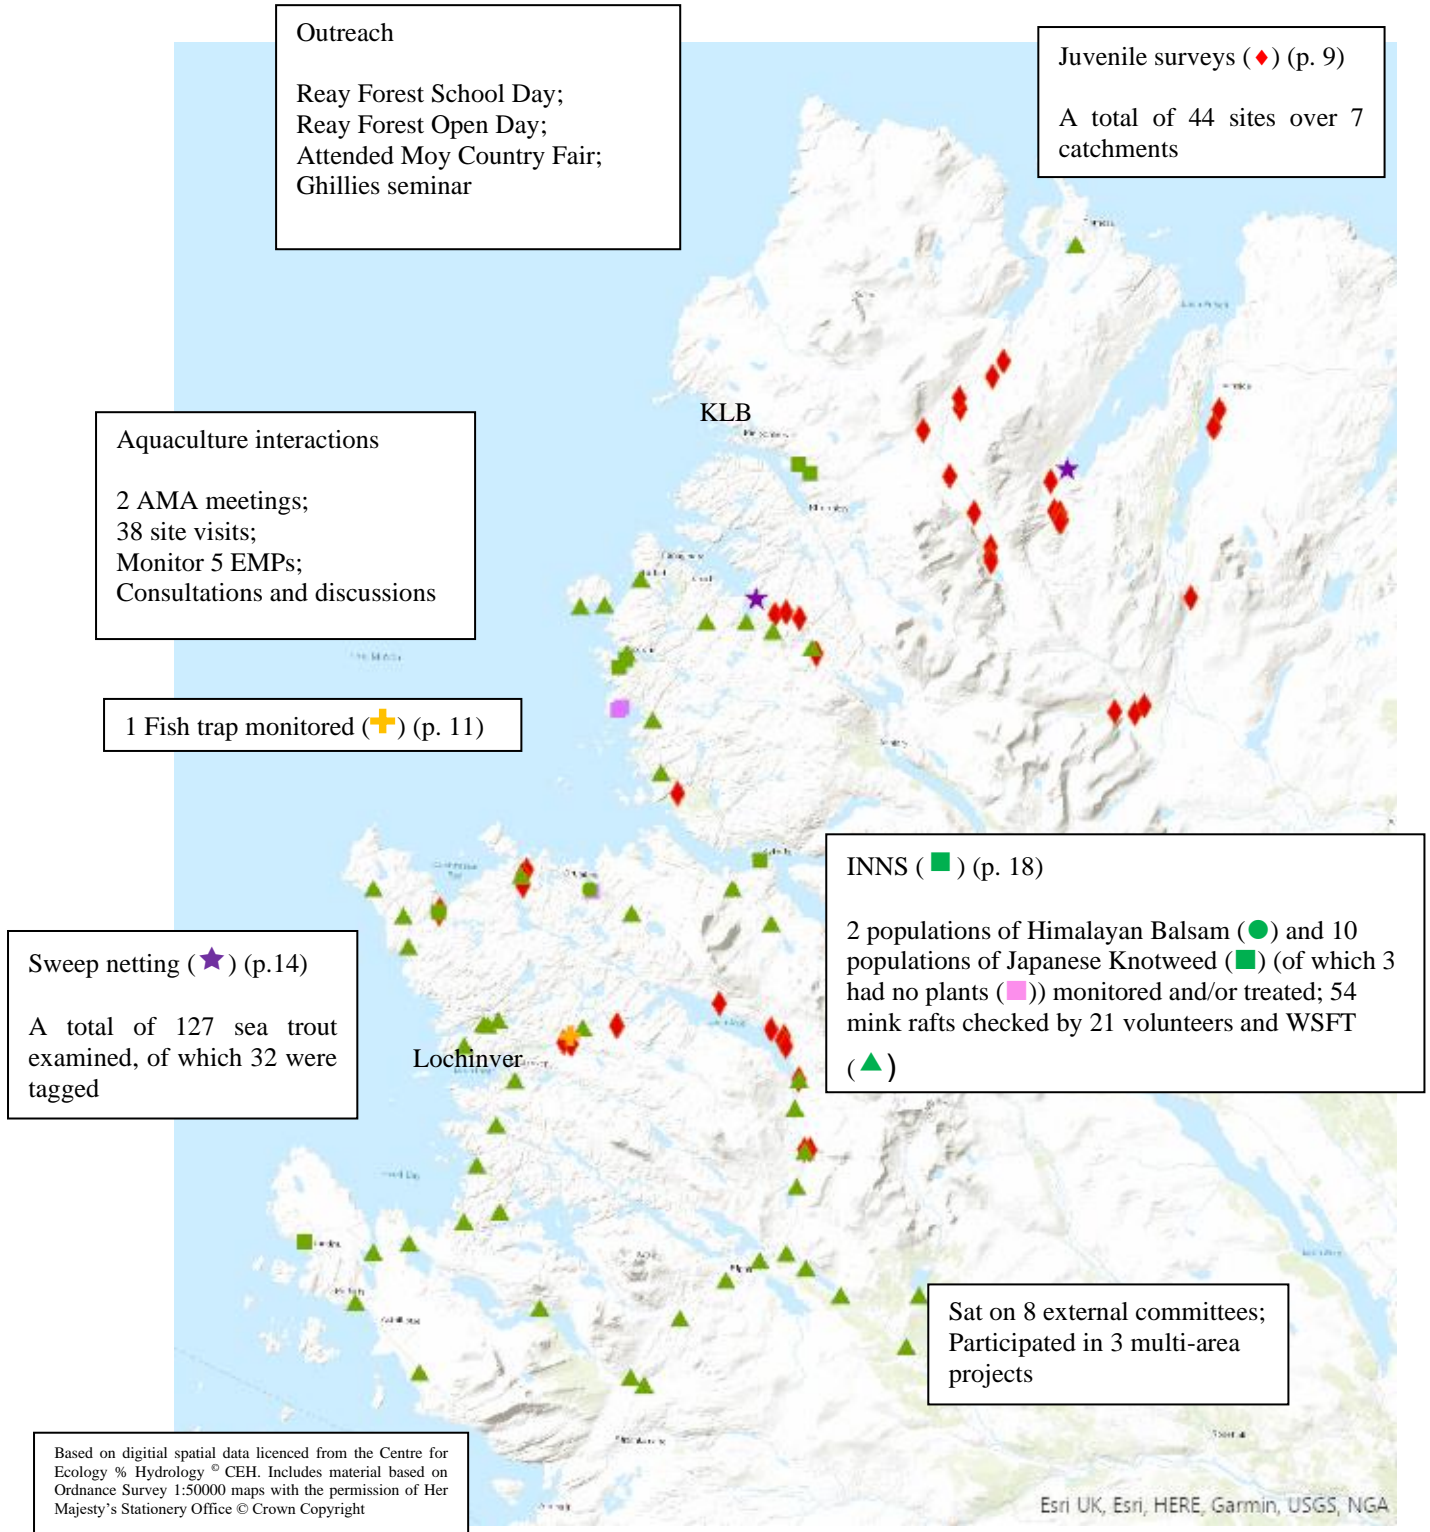 Outreach
Reay Forest School Day;
Reay Forest Open Day;
Attended Moy Country Fair;
Ghillies seminar
Juvenile surveys (♦) (p. 9)
A total of 44 sites over 7
catchments
KLB
Aquaculture interactions
2 AMA meetings;
38 site visits;
Monitor 5 EMPs;
Consultations and discussions
1 Fish trap monitored (✚) (p. 11)
INNS (■) (p. 18)
2 populations of Himalayan Balsam (●) and 10
populations of Japanese Knotweed (■) (of which 3
had no plants (■)) monitored and/or treated; 54
mink rafts checked by 21 volunteers and WSFT
(▲)
Sweep netting (★) (p.14)
A total of 127 sea trout
examined, of which 32 were
tagged
Lochinver
Sat on 8 external committees;
Participated in 3 multi-area
projects
Based on digitial spatial data licenced from the Centre for
Ecology % Hydrology © CEH. Includes material based on
Ordnance Survey 1:50000 maps with the permission of Her
Majesty's Stationery Office © Crown Copyright
Esri UK, Esri, HERE, Garmin, USGS, NGA